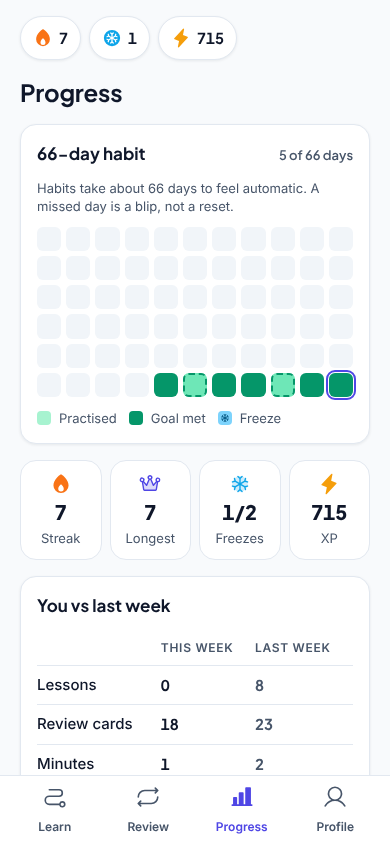 7 1 715
Progress
66-day habit 5 of 66 days
Habits take about 66 days to feel automatic. A
missed day is a blip, not a reset.
Practised Goal met Freeze
7 7 1/2 715
Streak Longest Freezes XP
You vs last week
THIS WEEK LAST WEEK
Lessons 0 8
Review cards 18 23
Minutes 1 2
Learn Review Progress Profile